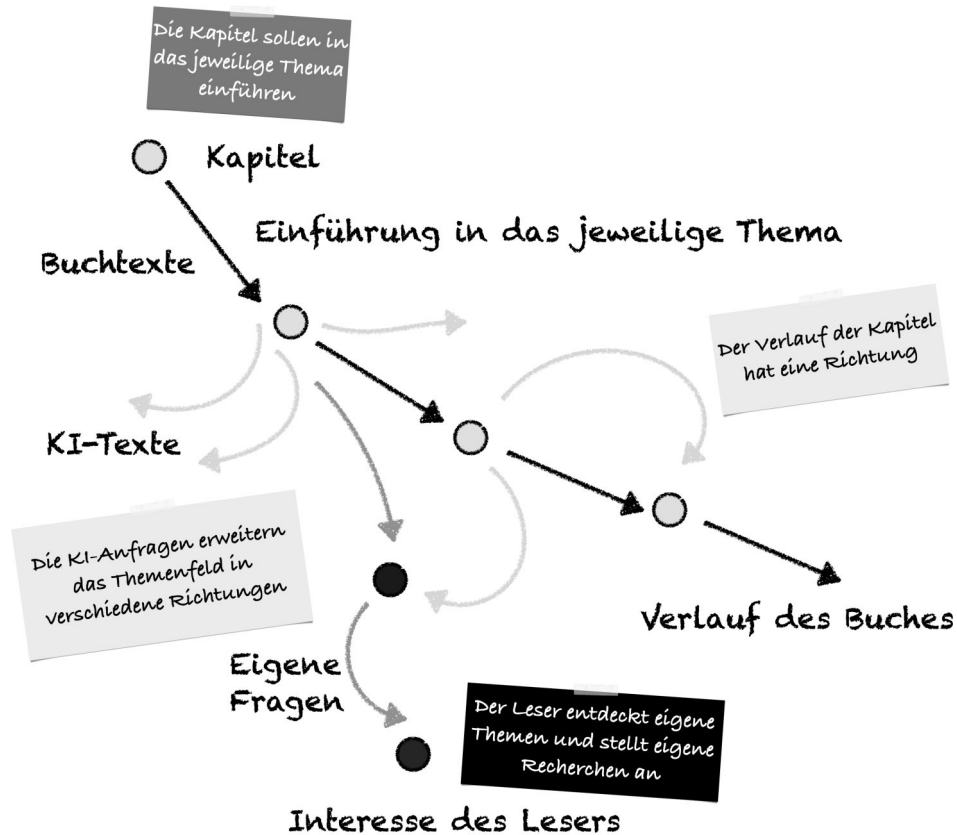 Die Kapitel sollen in
das jeweilige Thema
einführen
Kapitel
Einführung in das jeweilige Thema
Buchtexte
Der Verlauf der Kapitel
hat eine Richtung
KI-Texte
Die KI-Anfragen erweitern
das Themenfeld in
verschiedene Richtungen
Verlauf des Buches
Eigene
Fragen
Der Leser entdeckt eigene
Themen und stellt eigene
Recherchen an
Interesse des Lesers